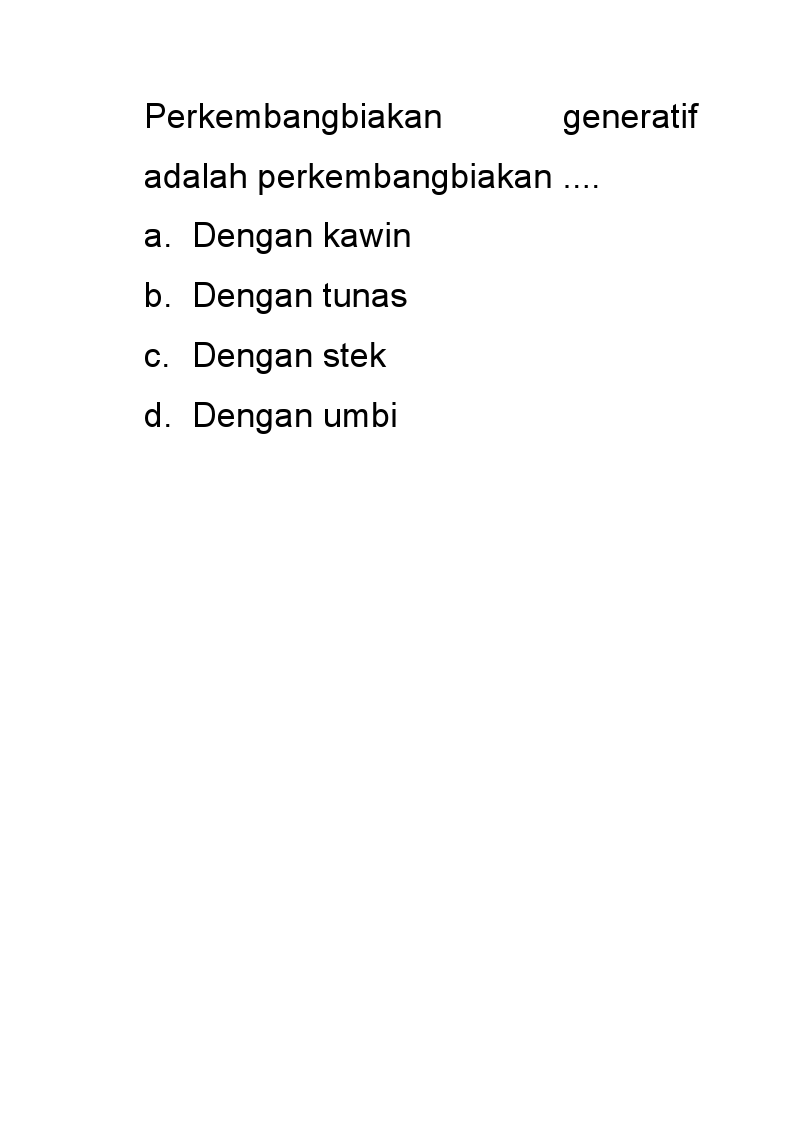 Perkembangbiakan generatif
adalah perkembangbiakan ....
a. Dengan kawin
b. Dengan tunas
c. Dengan stek
d. Dengan umbi